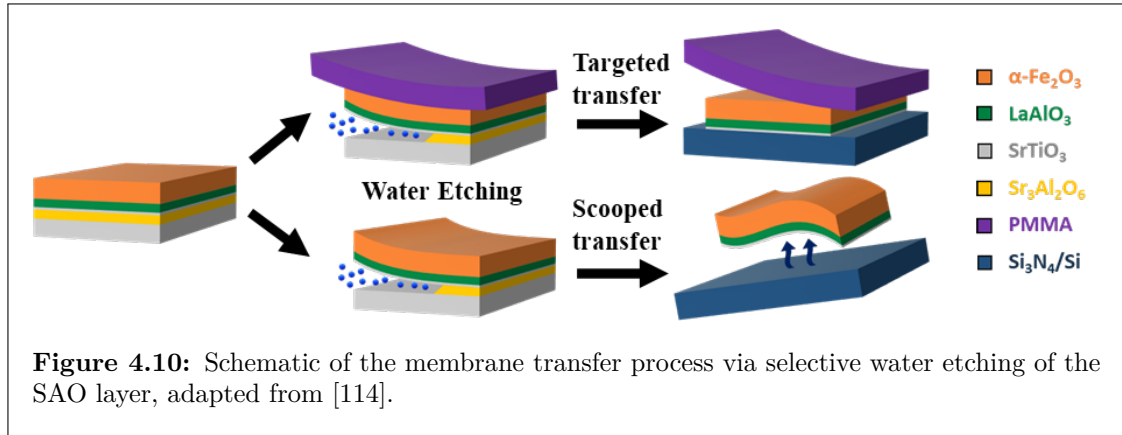 Targeted
transfer
Water Etching
Scooped
transfer
α-Fe₂O₃
LaAlO₃
SrTiO₃
Sr₃Al₂O₆
PMMA
Si₃N₄/Si
Figure 4.10: Schematic of the membrane transfer process via selective water etching of the
SAO layer, adapted from [114].